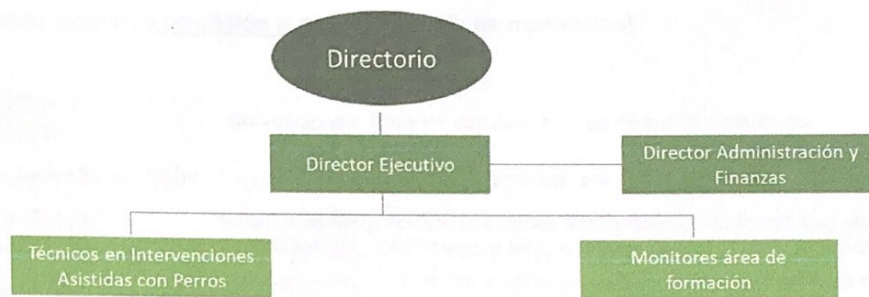 Directorio
Director Ejecutivo
Director Administración y
Finanzas
Técnicos en Intervenciones
Asistidas con Perros
Monitores área de
formación